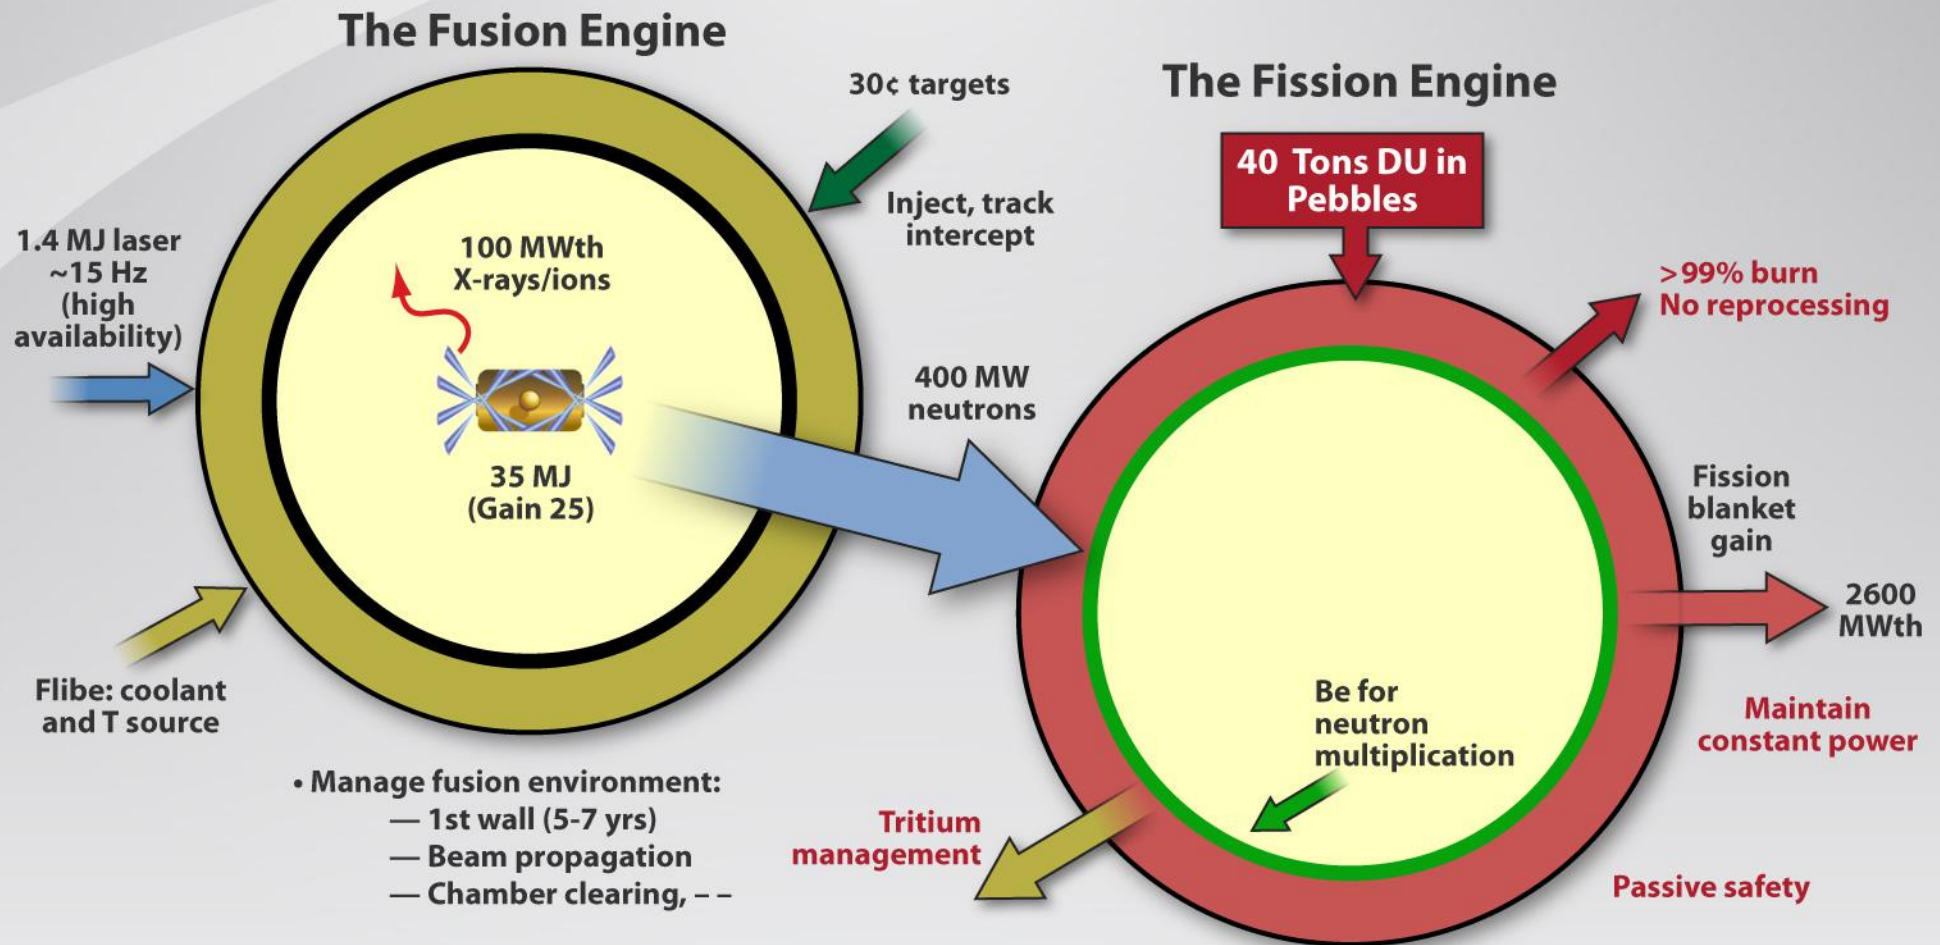 The Fusion Engine
30¢ targets
Inject, track
intercept
1.4 MJ laser
~15 Hz
(high
availability)
100 MWth
X-rays/ions
35 MJ
(Gain 25)
Flibe: coolant
and T source
• Manage fusion environment:
— 1st wall (5-7 yrs)
— Beam propagation
— Chamber clearing, – –
400 MW
neutrons
The Fission Engine
40 Tons DU in
Pebbles
>99% burn
No reprocessing
Fission
blanket
gain
2600
MWth
Maintain
constant power
Be for
neutron
multiplication
Tritium
management
Passive safety